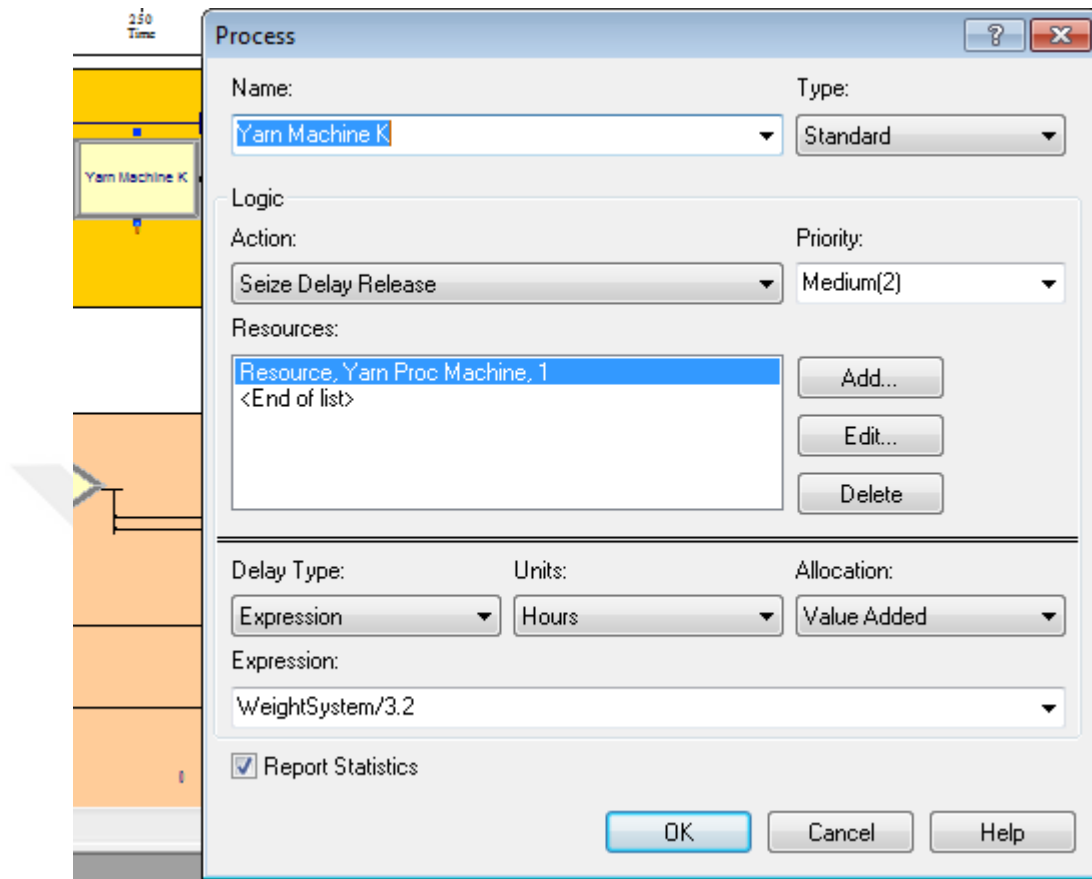 250
Time
Process
Name:
Type:
Yarn Machine K
Standard
Yarn Machine K
Logic
Action:
Priority:
Seize Delay Release
Medium(2)
Resources:
Resource, Yarn Proc Machine, 1
<End of list>
Add...
Edit...
Delete
Delay Type:
Units:
Allocation:
Expression
Hours
Value Added
Expression:
WeightSystem/3.2
0
Report Statistics
OK
Cancel
Help